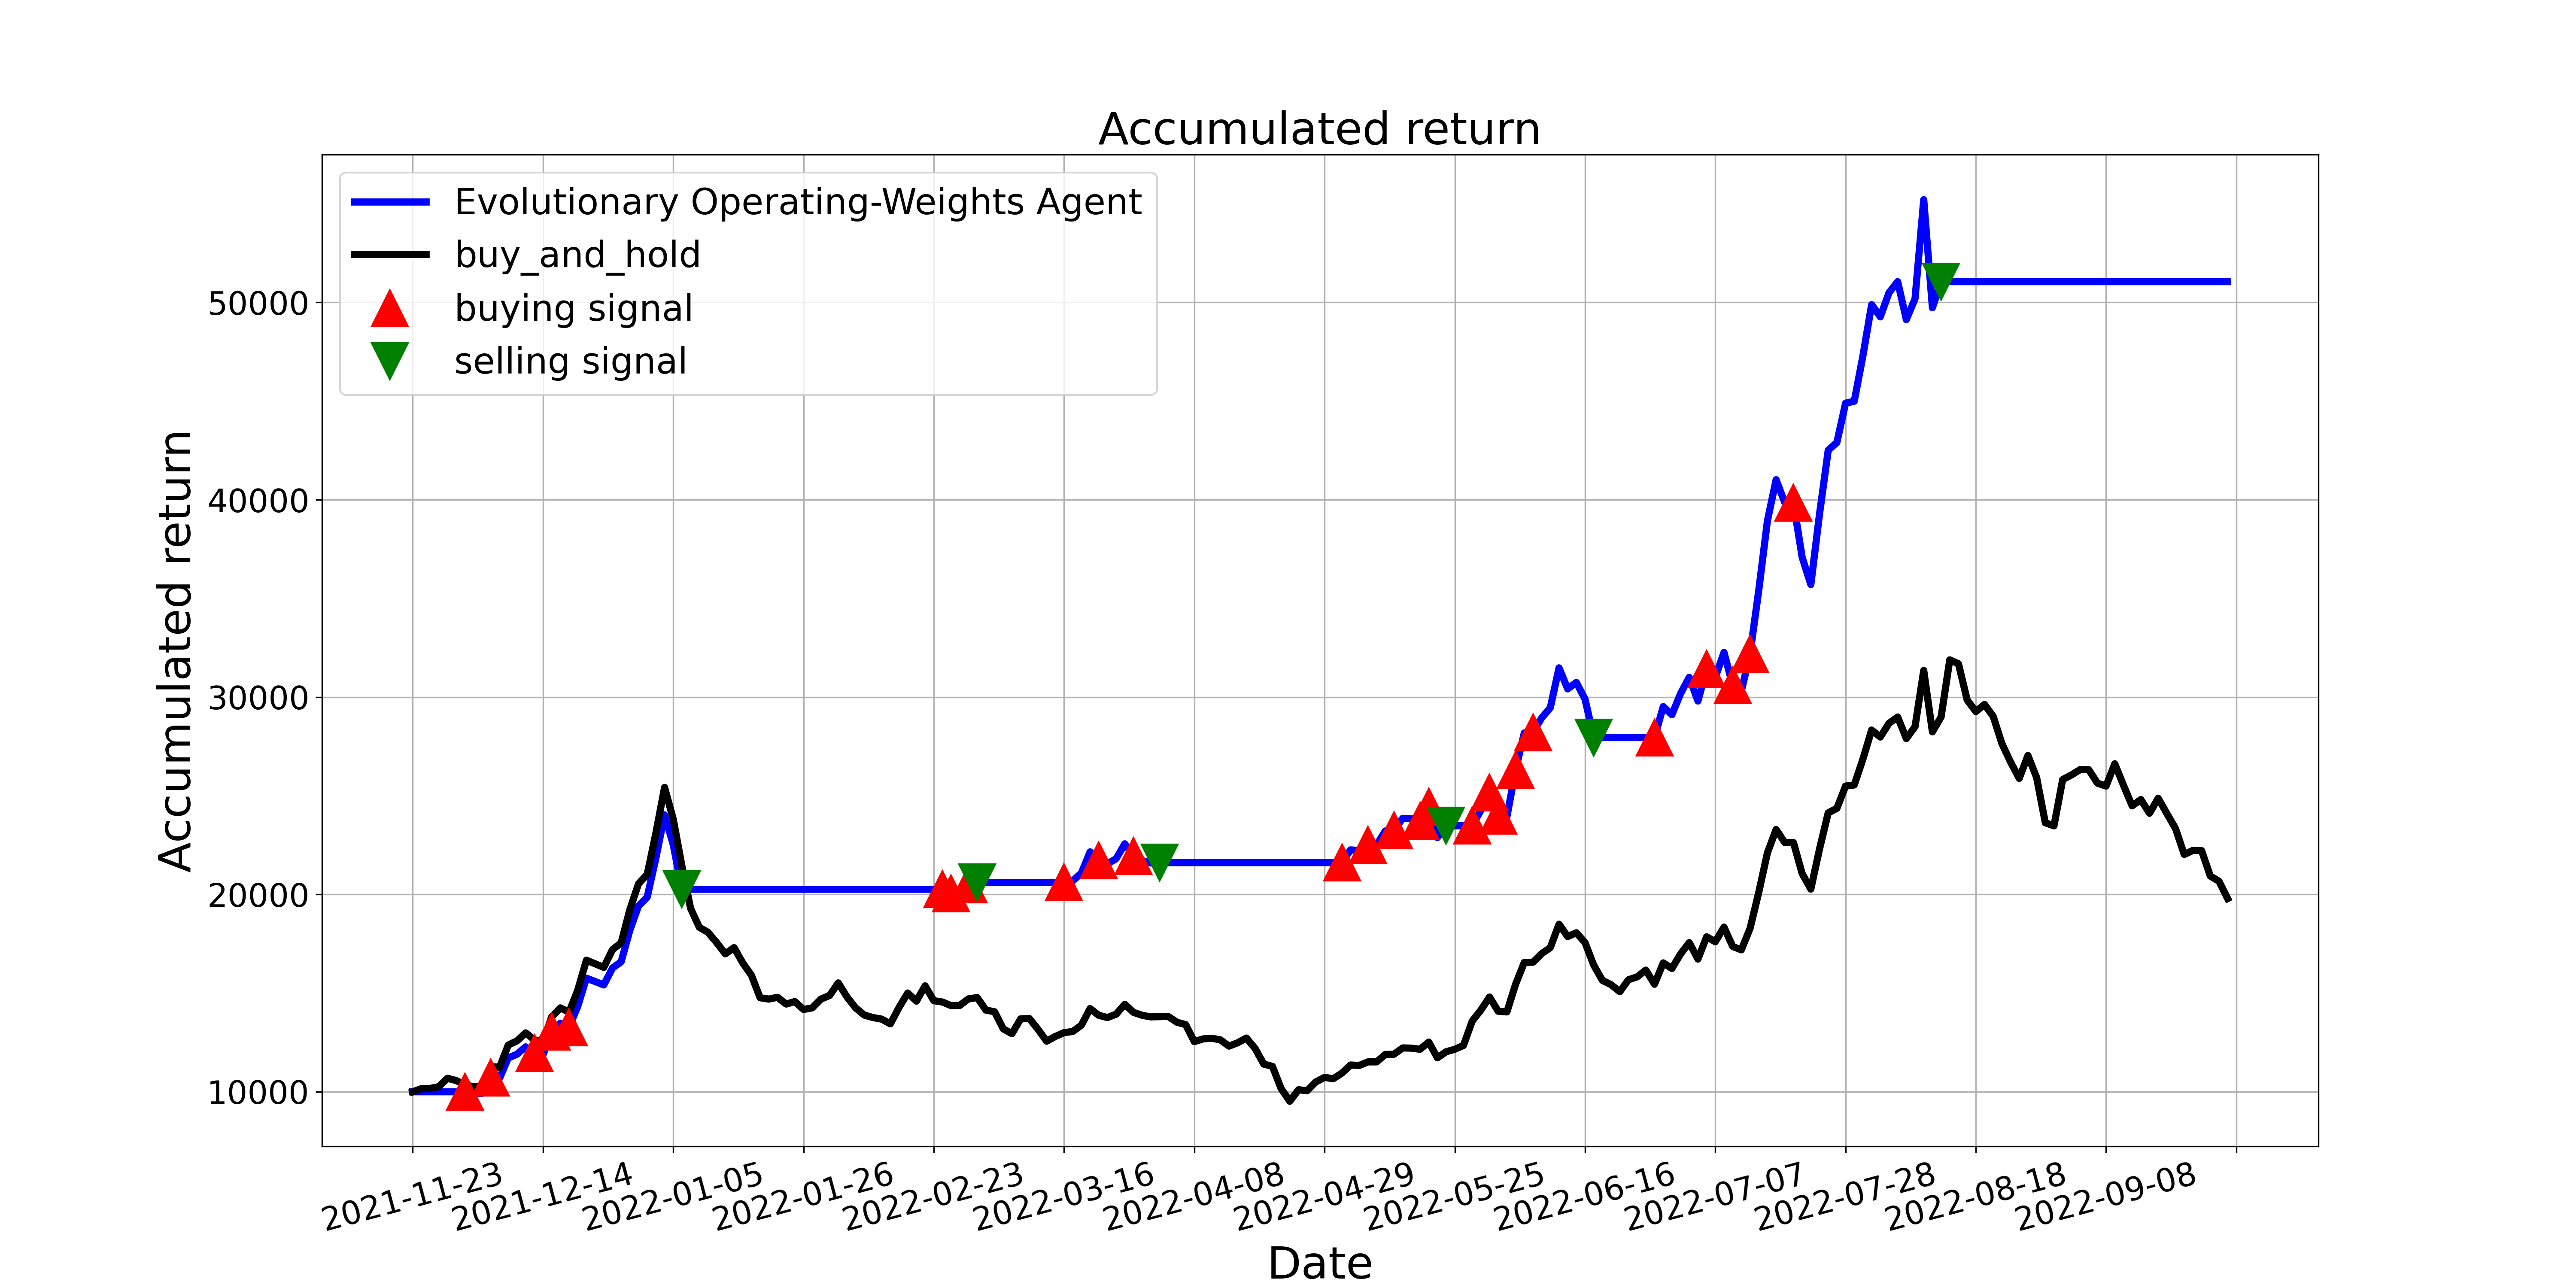 Accumulated return
Evolutionary Operating-Weights Agent
buy_and_hold
buying signal
selling signal
Accumulated return
50000
40000
30000
20000
10000
2021-11-23
2021-12-14
2022-01-05
2022-01-26
2022-02-23
2022-03-16
2022-04-08
2022-04-29
2022-05-25
2022-06-16
2022-07-07
2022-07-28
2022-08-18
2022-09-08
Date